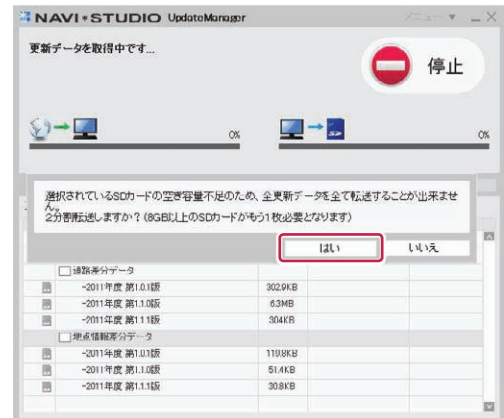 NAVI*STUDIO UpdateManager
メニュー ▼ _ X
更新データを取得中です...
停止
0%
0%
選択されているSDカードの空き容量不足のため、全更新データを全て転送することが出来ませ
ん。
2分割転送しますか？(8GB以上のSDカードがもう1枚必要となります)
はい いいえ
道路差分データ
-2011年度 第1.0.1版 302.9KB
-2011年度 第1.1.0版 6.3MB
-2011年度 第1.1.1版 304KB
地点情報差分データ
-2011年度 第1.0.1版 119.8KB
-2011年度 第1.1.0版 51.4KB
-2011年度 第1.1.1版 30.8KB